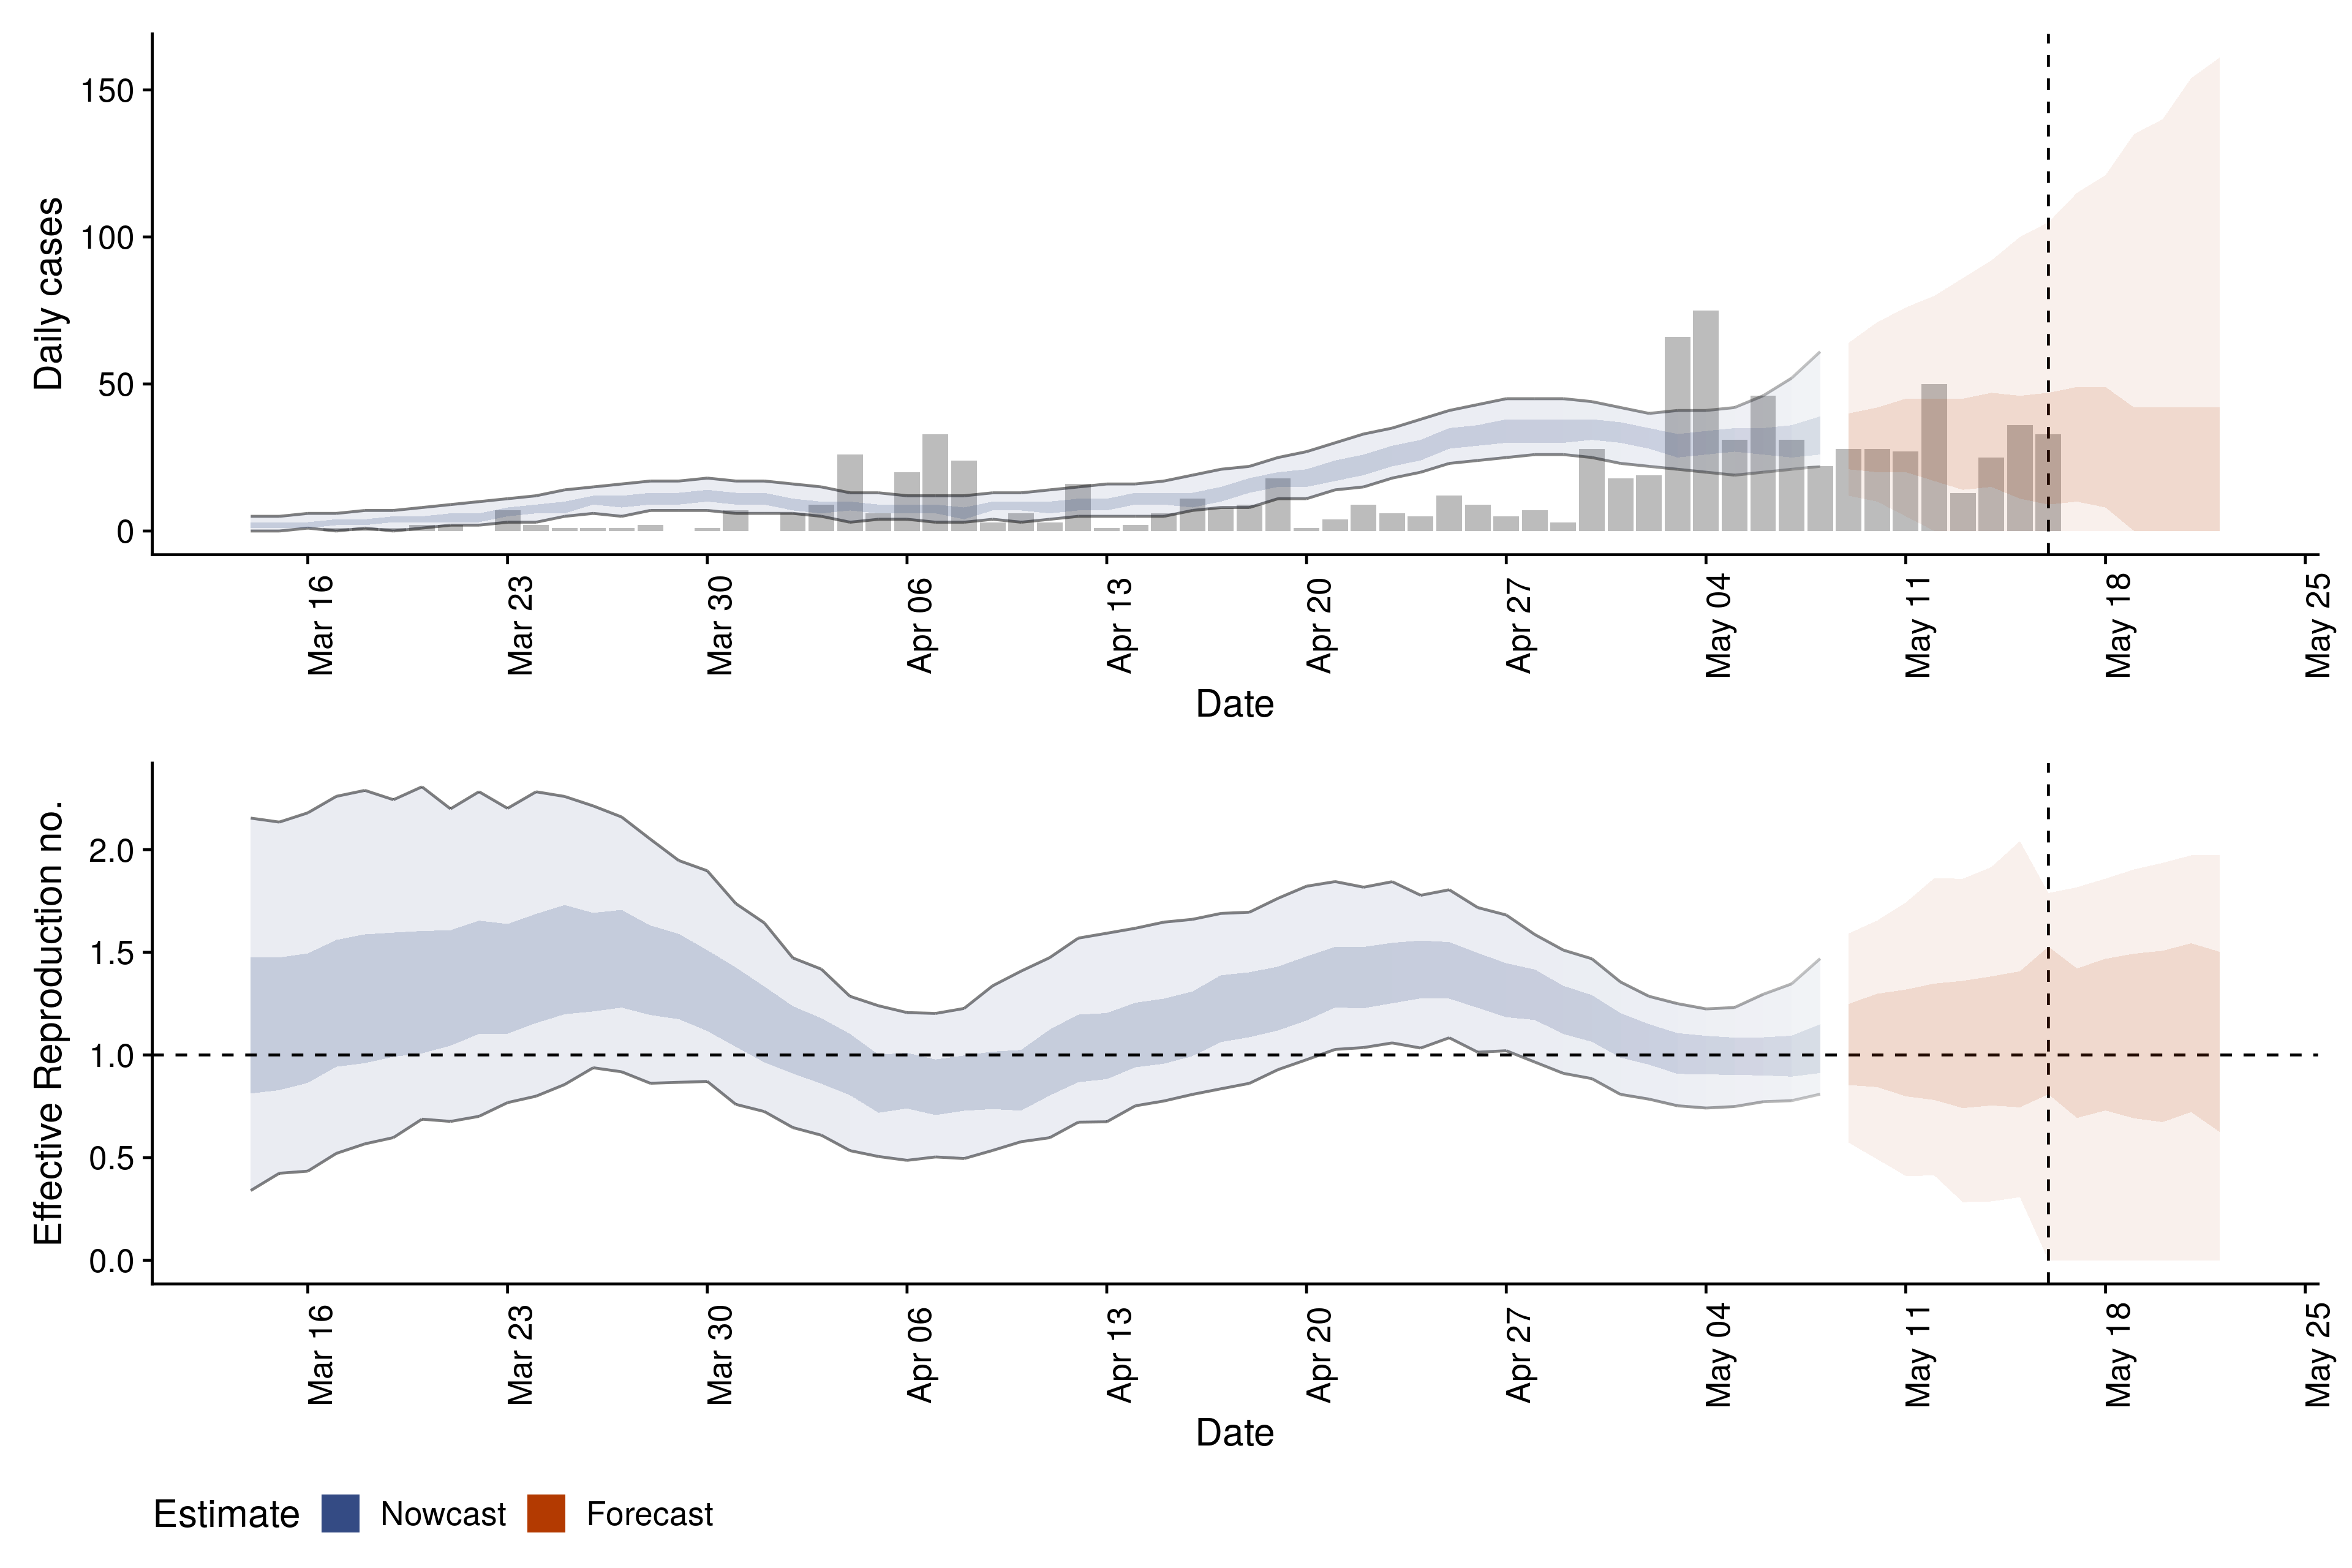 Daily cases
150
100
50
0
Mar 16
Mar 23
Mar 30
Apr 06
Apr 13
Apr 20
Apr 27
May 04
May 11
May 18
May 25
Date
Effective Reproduction no.
2.0
1.5
1.0
0.5
0.0
Mar 16
Mar 23
Mar 30
Apr 06
Apr 13
Apr 20
Apr 27
May 04
May 11
May 18
May 25
Date
Estimate Nowcast Forecast